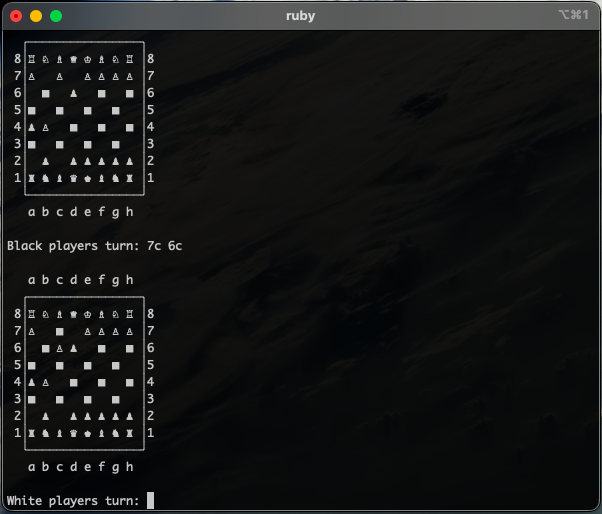 ruby
⌥⌘1
8 ♖ ♘ ♗ ♕ ♔ ♗ ♘ ♖ 8
7 ♙   ♙   ♙ ♙ ♙ ♙ 7
6   ■   ♟   ■   ■ 6
5 ■   ■   ■   ■   5
4 ♟ ♙   ■   ■   ■ 4
3 ■   ■   ■   ■   3
2   ♟   ♟ ♟ ♟ ♟ ♟ 2
1 ♜ ♞ ♝ ♛ ♚ ♝ ♞ ♜ 1
a b c d e f g h
Black players turn: 7c 6c
a b c d e f g h
8 ♖ ♘ ♗ ♕ ♔ ♗ ♘ ♖ 8
7 ♙   ■   ♙ ♙ ♙ ♙ 7
6   ■ ♙ ♟   ■   ■ 6
5 ■   ■   ■   ■   5
4 ♟ ♙   ■   ■   ■ 4
3 ■   ■   ■   ■   3
2   ♟   ♟ ♟ ♟ ♟ ♟ 2
1 ♜ ♞ ♝ ♛ ♚ ♝ ♞ ♜ 1
a b c d e f g h
White players turn: